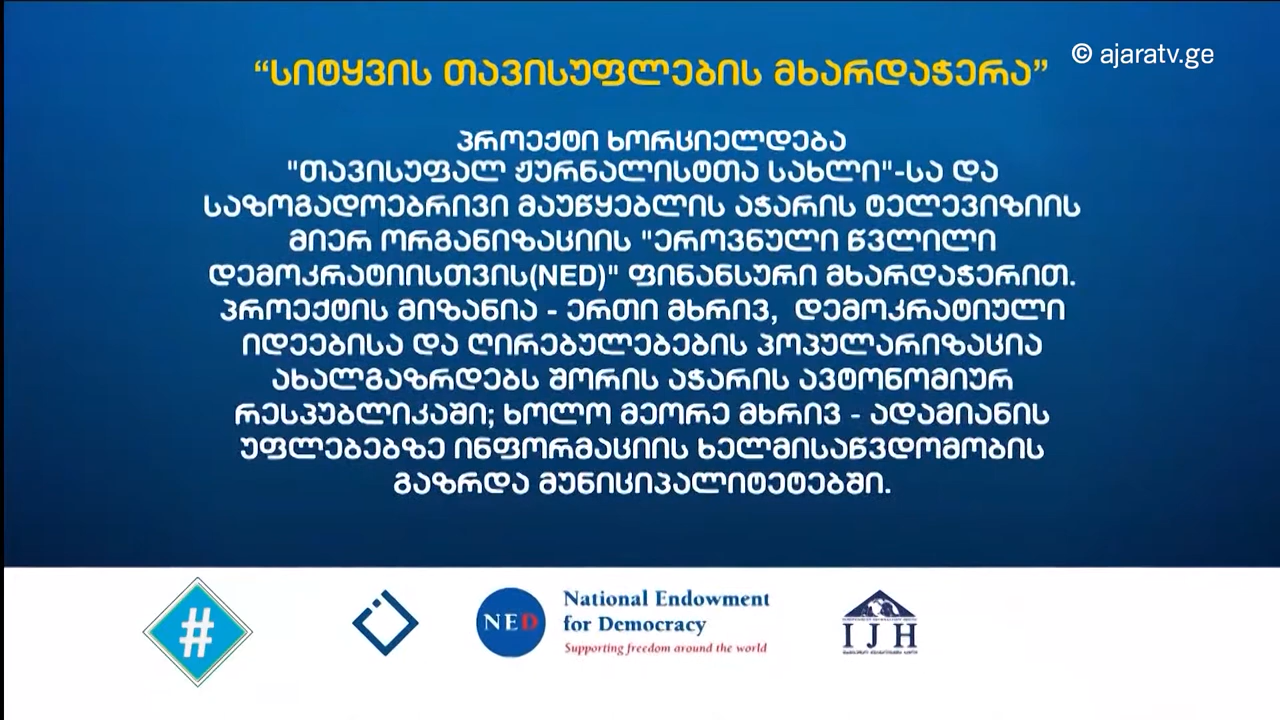 © ajaratv.ge
“სიტყვის თავისუფლების მხარდაჭერა”
პროექტი ხორციელდება
"თავისუფალ ჟურნალისტთა სახლი"-სა და
საზოგადოებრივი მაუწყებლის აჭარის ტელევიზიის
მიერ ორგანიზაციის "ეროვნული წვლილი
დემოკრატიისთვის(NED)" ფინანსური მხარდაჭერით.
პროექტის მიზანია - ერთი მხრივ, დემოკრატიული
იდეებისა და ღირებულებების პოპულარიზაცია
ახალგაზრდებს შორის აჭარის ავტონომიურ
რესპუბლიკაში; ხოლო მეორე მხრივ - ადამიანის
უფლებებზე ინფორმაციის ხელმისაწვდომობის
გაზრდა მუნიციპალიტეტებში.
#
NED
National Endowment
for Democracy
Supporting freedom around the world
IJH